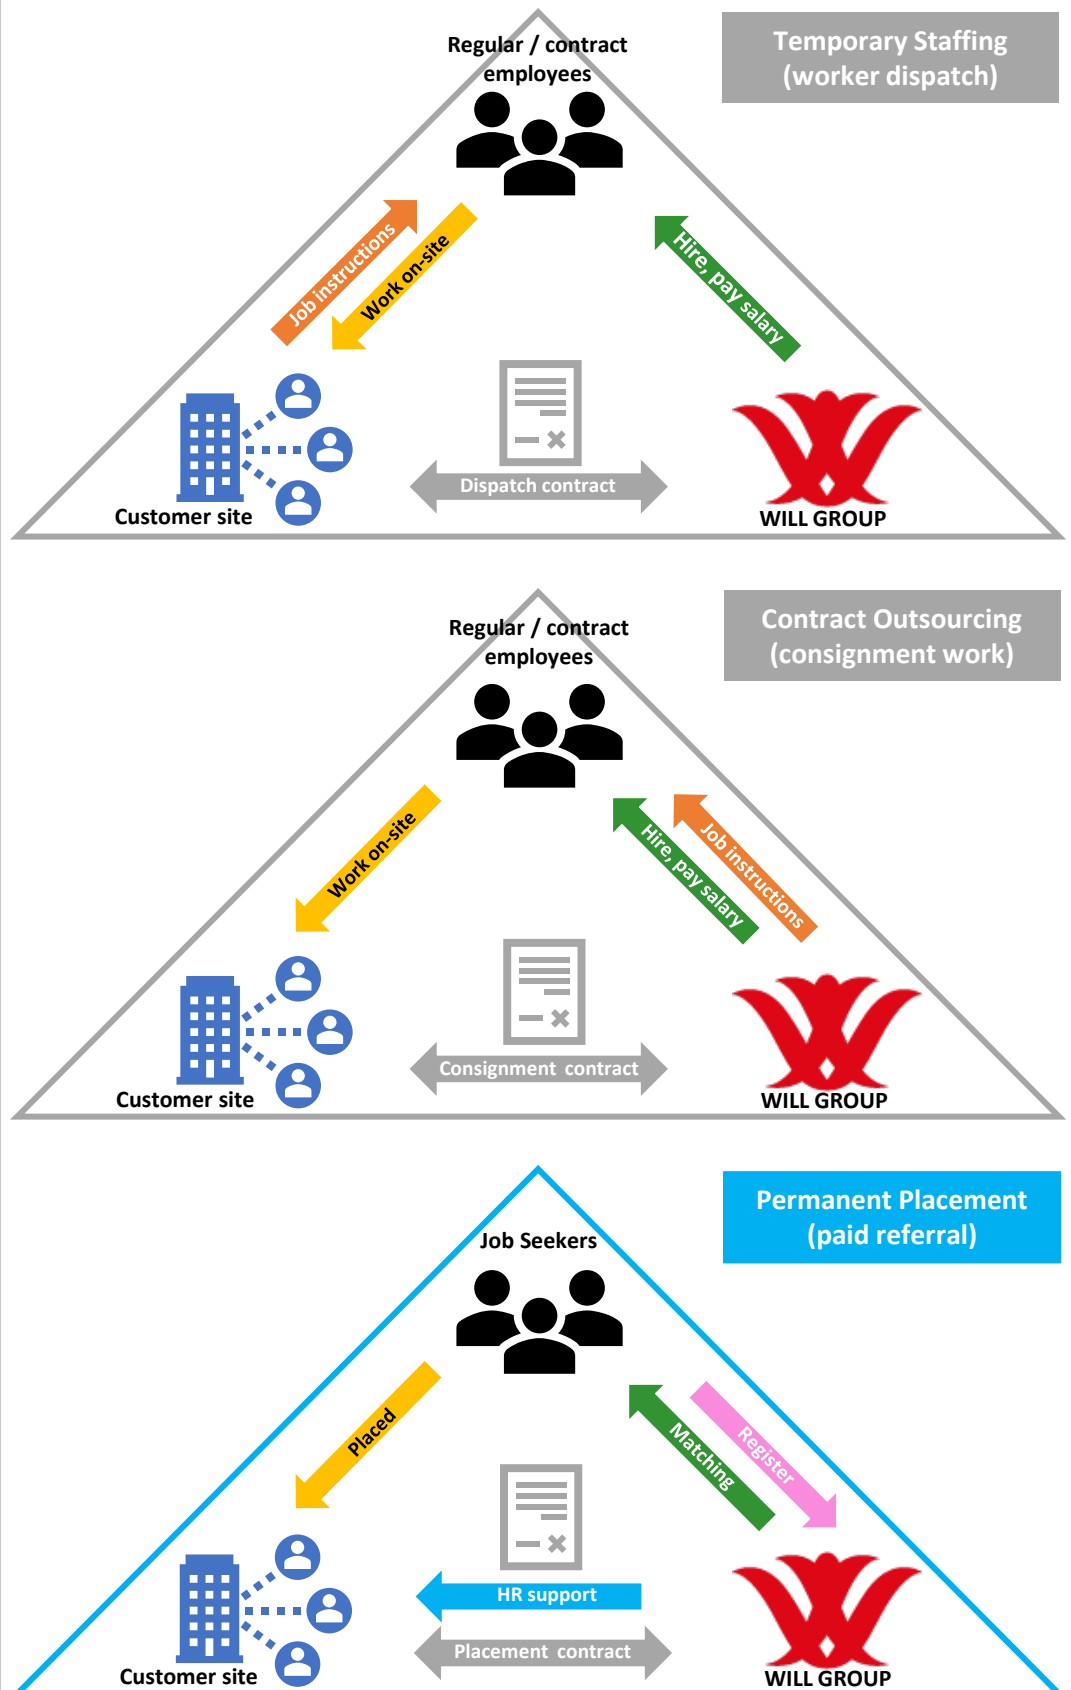 Regular / contract
employees
Temporary Staffing
(worker dispatch)
Job instructions
Work on-site
Hire, pay salary
Dispatch contract
Customer site
WILL GROUP
Regular / contract
employees
Contract Outsourcing
(consignment work)
Work on-site
Hire, pay salary
Job instructions
Consignment contract
Customer site
WILL GROUP
Permanent Placement
(paid referral)
Job Seekers
Placed
Matching
Register
HR support
Placement contract
Customer site
WILL GROUP